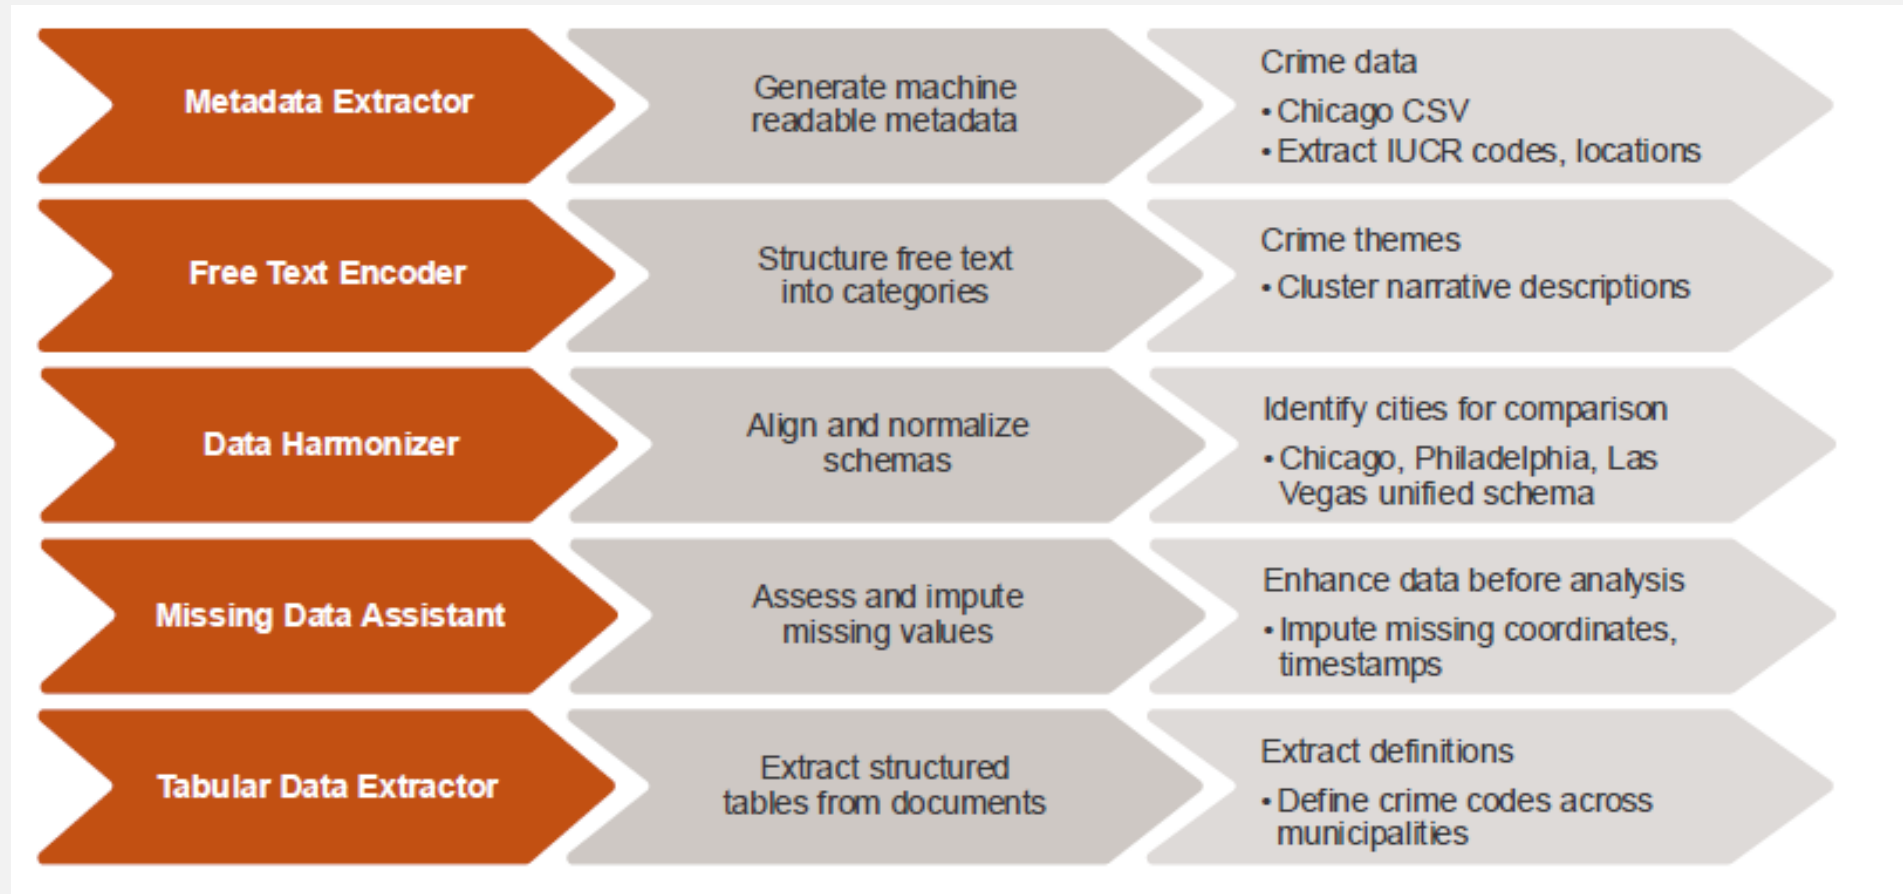 Metadata Extractor
Generate machine
readable metadata
Crime data
• Chicago CSV
• Extract IUCR codes, locations
Free Text Encoder
Structure free text
into categories
Crime themes
• Cluster narrative descriptions
Data Harmonizer
Align and normalize
schemas
Identify cities for comparison
• Chicago, Philadelphia, Las
Vegas unified schema
Missing Data Assistant
Assess and impute
missing values
Enhance data before analysis
• Impute missing coordinates,
timestamps
Tabular Data Extractor
Extract structured
tables from documents
Extract definitions
• Define crime codes across
municipalities